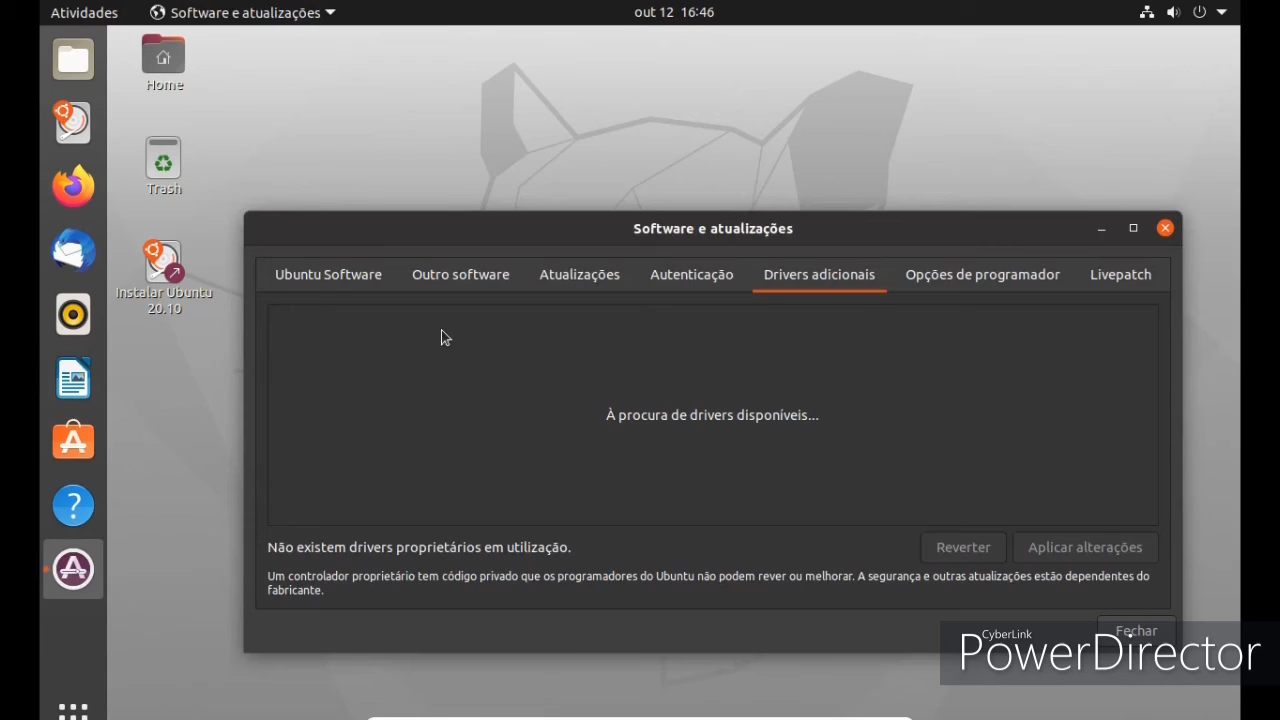 Atividades
Software e atualizações
out 12 16:46
Home
Trash
Instalar Ubuntu
20.10
Software e atualizações
Ubuntu Software
Outro software
Atualizações
Autenticação
Drivers adicionais
Opções de programador
Livepatch
À procura de drivers disponíveis...
Não existem drivers proprietários em utilização.
Reverter
Aplicar alterações
Um controlador proprietário tem código privado que os programadores do Ubuntu não podem rever ou melhorar. A segurança e outras atualizações estão dependentes do
fabricante.
Fechar
CyberLink
PowerDirector